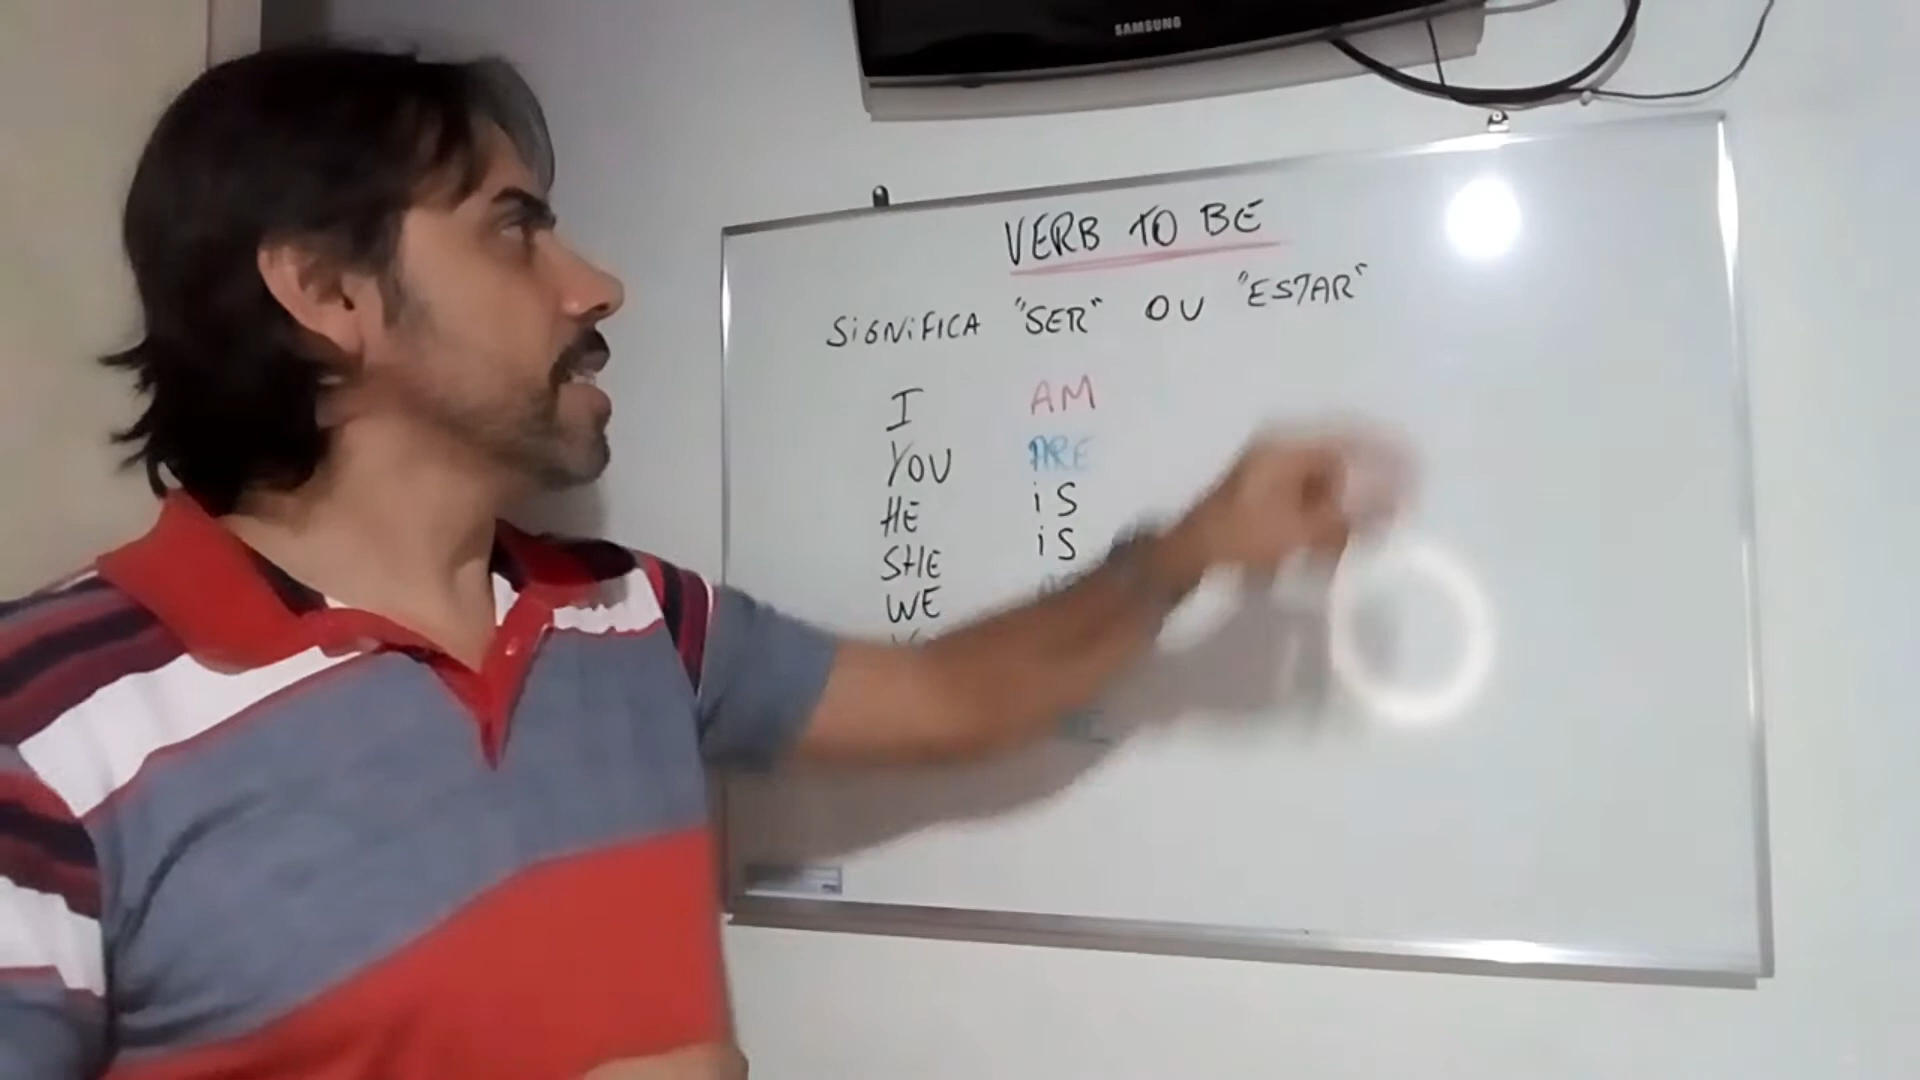 SAMSUNG
VERB TO BE
SiGNiFICA "SER" OU "ESTAR"
I AM
YOU ARE
HE iS
SHE iS
WE